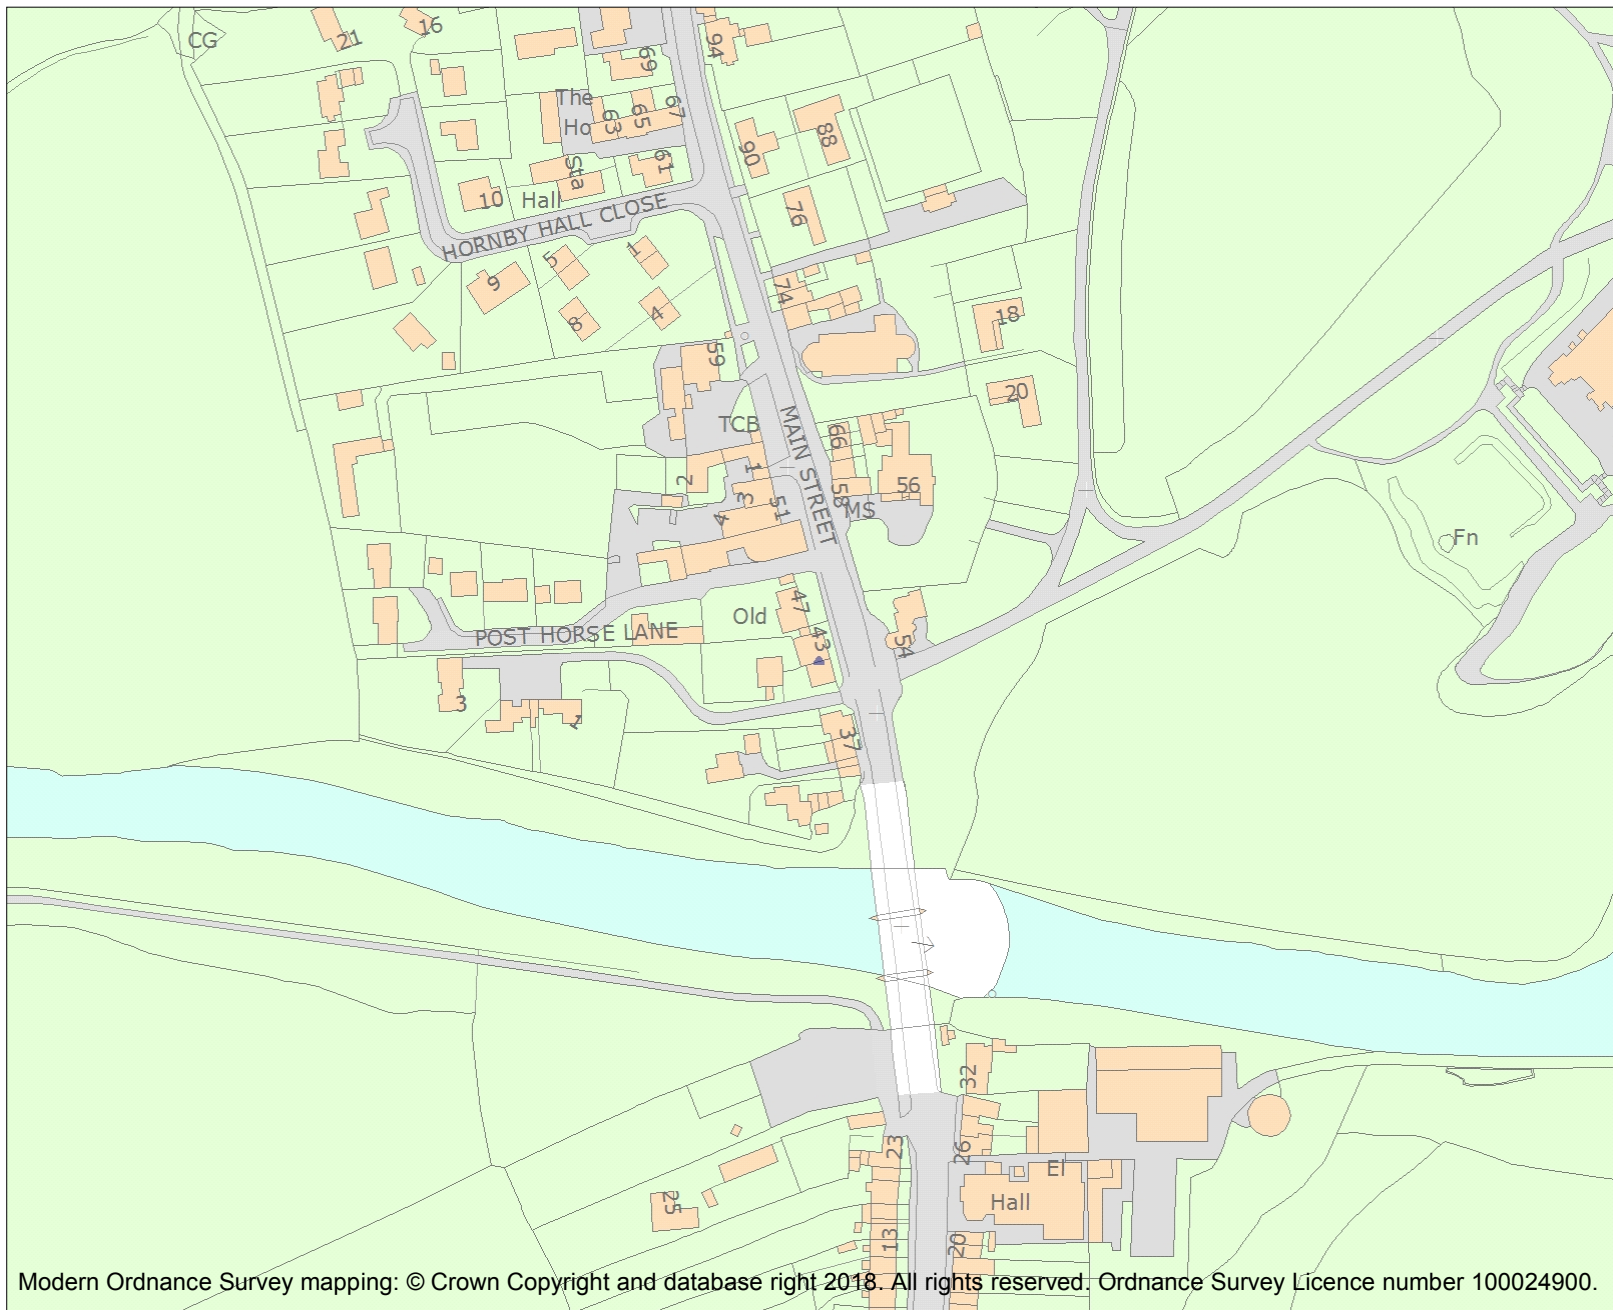 CG
21
16
94
69
The
Ho
63
65
67
61
Sta
10
Hall
HORNBY HALL CLOSE
90
88
76
5
1
9
8
4
74
18
59
20
TCB
MAIN STREET
66
1
2
3
4
51
58
56
MS
Fn
47
Old
43
POST HORSE LANE
54
3
1
37
32
23
26
El
Hall
25
13
20
Modern Ordnance Survey mapping: © Crown Copyright and database right 2018. All rights reserved. Ordnance Survey Licence number 100024900.